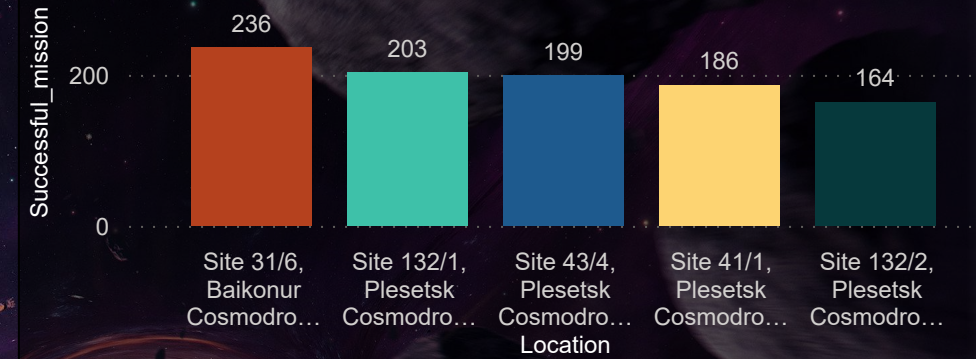 Successful_mission
236
203
199
186
164
200
0
Site 31/6,
Baikonur
Cosmodro…
Site 132/1,
Plesetsk
Cosmodro…
Site 43/4,
Plesetsk
Cosmodro…
Site 41/1,
Plesetsk
Cosmodro…
Site 132/2,
Plesetsk
Cosmodro…
Location